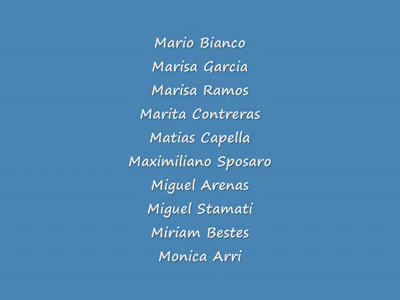 Mario Bianco
Marisa Garcia
Marisa Ramos
Marita Contreras
Matias Capella
Maximiliano Sposaro
Miguel Arenas
Miguel Stamati
Miriam Bestes
Monica Arri